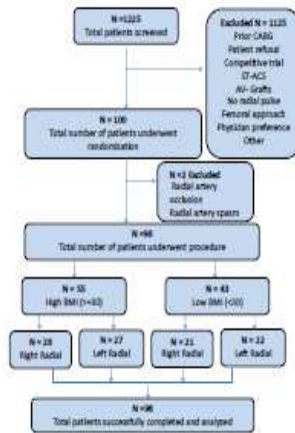 N =1225
Total patients screened
Excluded N = 1125
Prior CABG
Patient refusal
Competitive trial
ST-ACS
AV- Grafts
No radial pulse
Femoral approach
Physician preference
Other
N = 100
Total number of patients underwent
randomization
N =2 Excluded
Radial artery
occlusion
Radial artery spasm
N =98
Total number of patients underwent procedure
N = 55
High BMI (>=30)
N = 43
Low BMI (<30)
N = 28
Right Radial
N = 27
Left Radial
N = 21
Right Radial
N = 22
Left Radial
N =98
Total patients successfully completed and analyzed